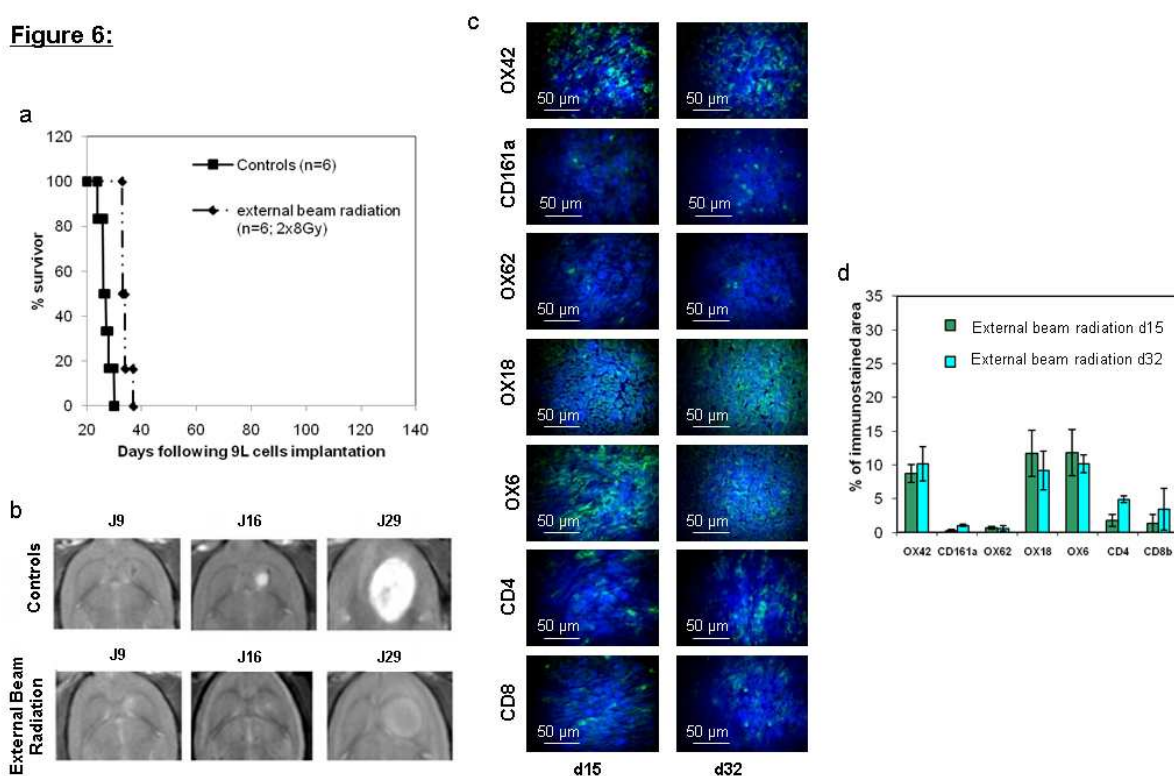 Figure 6:
a
120
100
80
60
40
20
0
% survivor
Controls (n=6)
external beam radiation
(n=6; 2x8Gy)
20 40 60 80 100 120 140
Days following 9L cells implantation
b
J9 J16 J29
Controls
J9 J16 J29
External Beam
Radiation
c
OX42
50 µm 50 µm
CD161a
50 µm 50 µm
OX62
50 µm 50 µm
OX18
50 µm 50 µm
OX6
50 µm 50 µm
CD4
50 µm 50 µm
CD8
50 µm 50 µm
d15 d32
d
35
30
25
20
15
10
5
0
% of immunostained area
External beam radiation d15
External beam radiation d32
OX42 CD161a OX62 OX18 OX6 CD4 CD8b